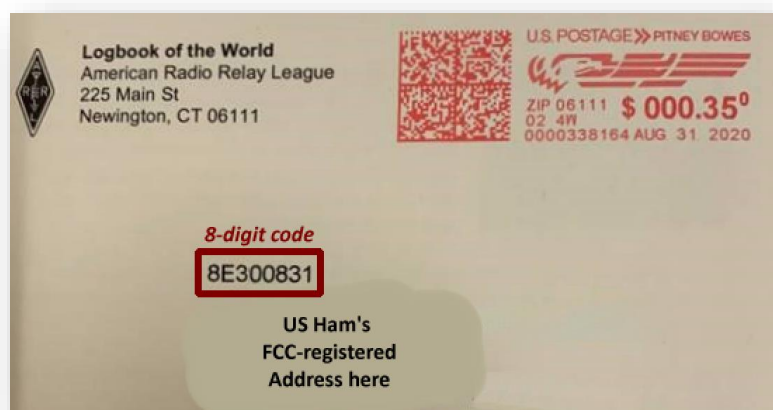 Logbook of the World
American Radio Relay League
225 Main St
Newington, CT 06111
U.S. POSTAGE PITNEY BOWES
ZIP 06111 $ 000.35⁰
02 4W
0000338164 AUG 31 2020
8-digit code
8E300831
US Ham's
FCC-registered
Address here